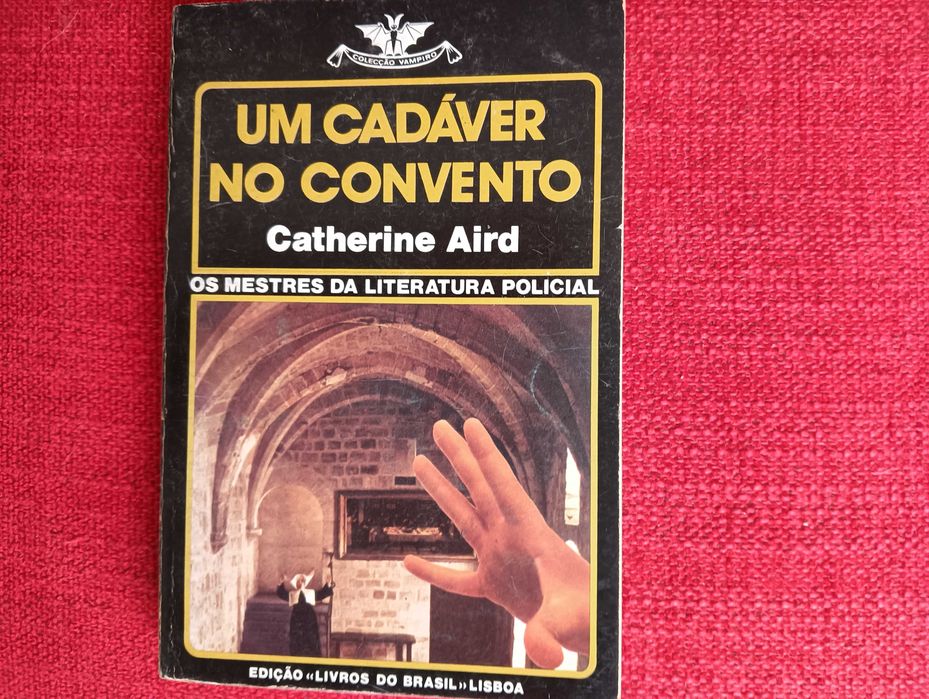 COLECÇÃO VAMPIRO
UM CADÁVER
NO CONVENTO
Catherine Aird
OS MESTRES DA LITERATURA POLICIAL
EDIÇÃO «LIVROS DO BRASIL» LISBOA